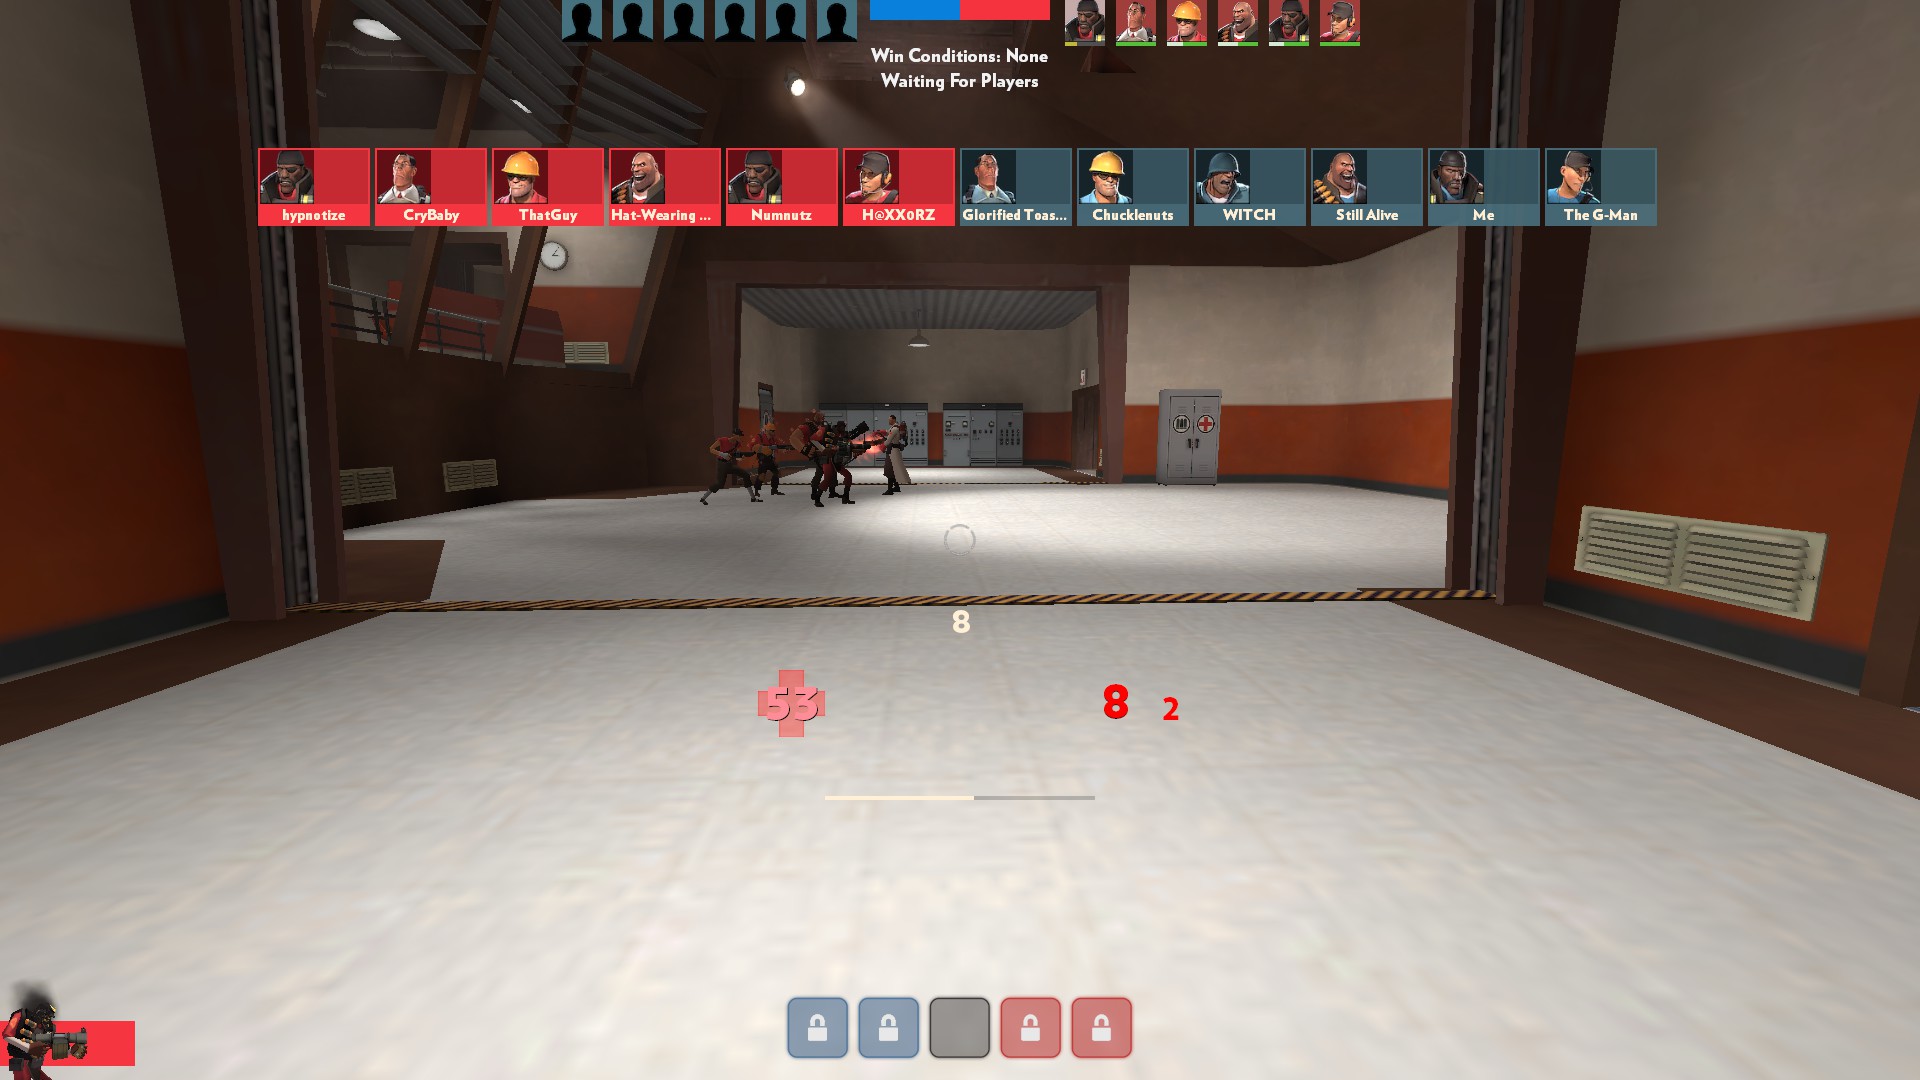 Win Conditions: None
Waiting For Players
hypnotize
CryBaby
ThatGuy
Hat-Wearing ...
Numnutz
H@XX0RZ
Glorified Toas...
Chucklenuts
WITCH
Still Alive
Me
The G-Man
8
53
8 2